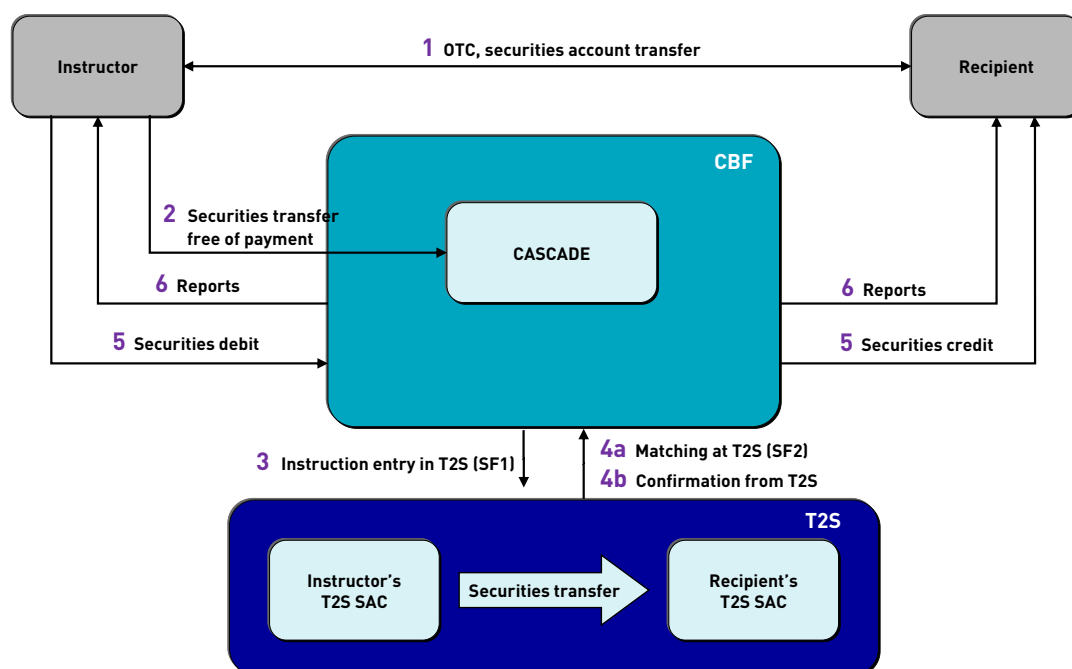 1 OTC, securities account transfer
Instructor
Recipient
CBF
2 Securities transfer
free of payment
CASCADE
6 Reports
6 Reports
5 Securities debit
5 Securities credit
3 Instruction entry in T2S (SF1)
4a Matching at T2S (SF2)
4b Confirmation from T2S
T2S
Instructor's
T2S SAC
Securities transfer
Recipient's
T2S SAC